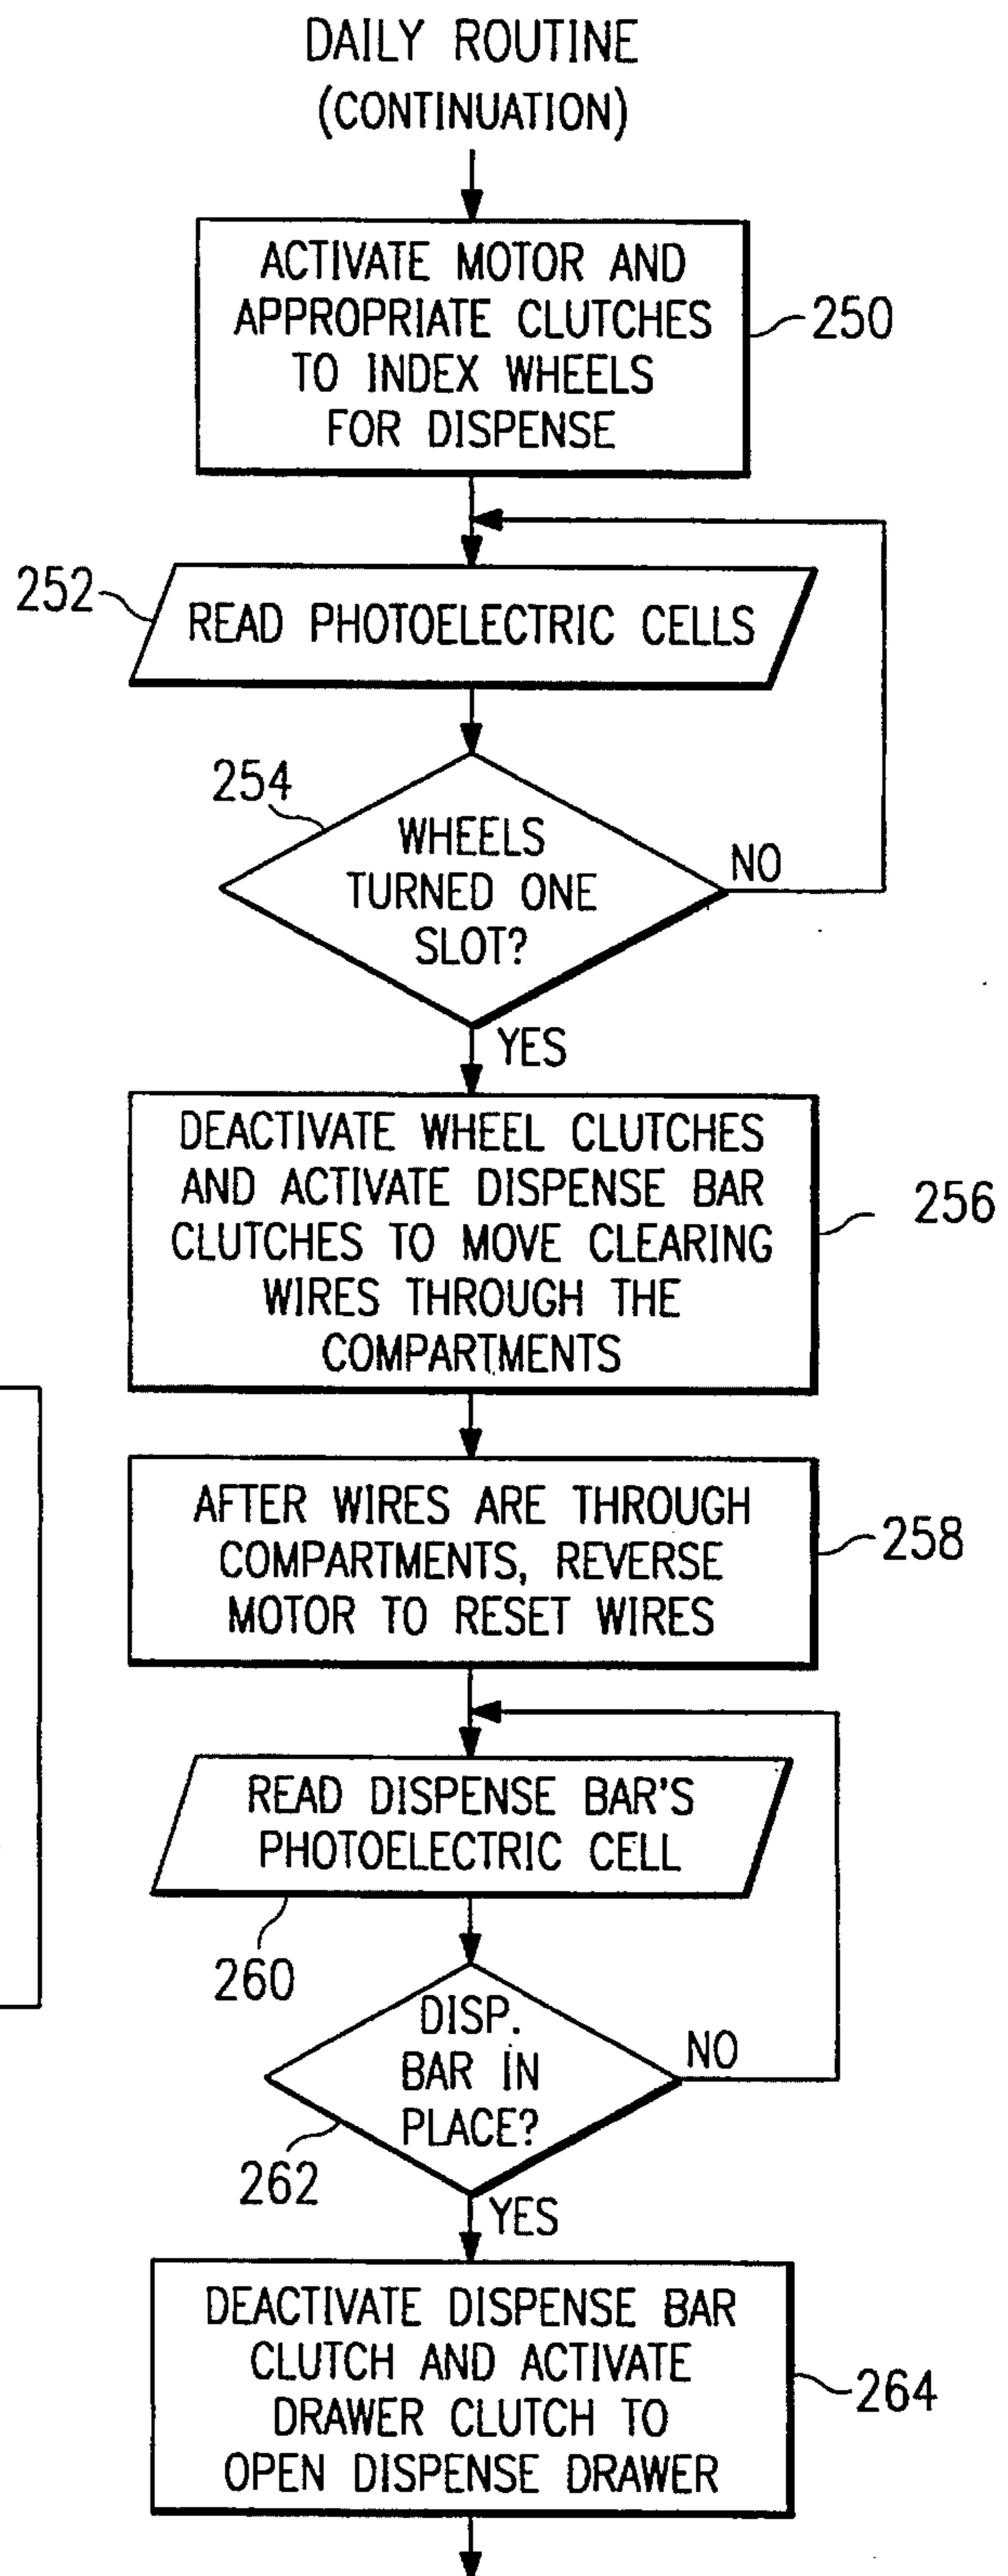 DAILY ROUTINE
(CONTINUATION)
ACTIVATE MOTOR AND
APPROPRIATE CLUTCHES
TO INDEX WHEELS
FOR DISPENSE
250
252
READ PHOTOELECTRIC CELLS
254
WHEELS
TURNED ONE
SLOT?
NO
YES
DEACTIVATE WHEEL CLUTCHES
AND ACTIVATE DISPENSE BAR
CLUTCHES TO MOVE CLEARING
WIRES THROUGH THE
COMPARTMENTS
256
AFTER WIRES ARE THROUGH
COMPARTMENTS, REVERSE
MOTOR TO RESET WIRES
258
READ DISPENSE BAR'S
PHOTOELECTRIC CELL
260
DISP.
BAR IN
PLACE?
NO
262
YES
DEACTIVATE DISPENSE BAR
CLUTCH AND ACTIVATE
DRAWER CLUTCH TO
OPEN DISPENSE DRAWER
264